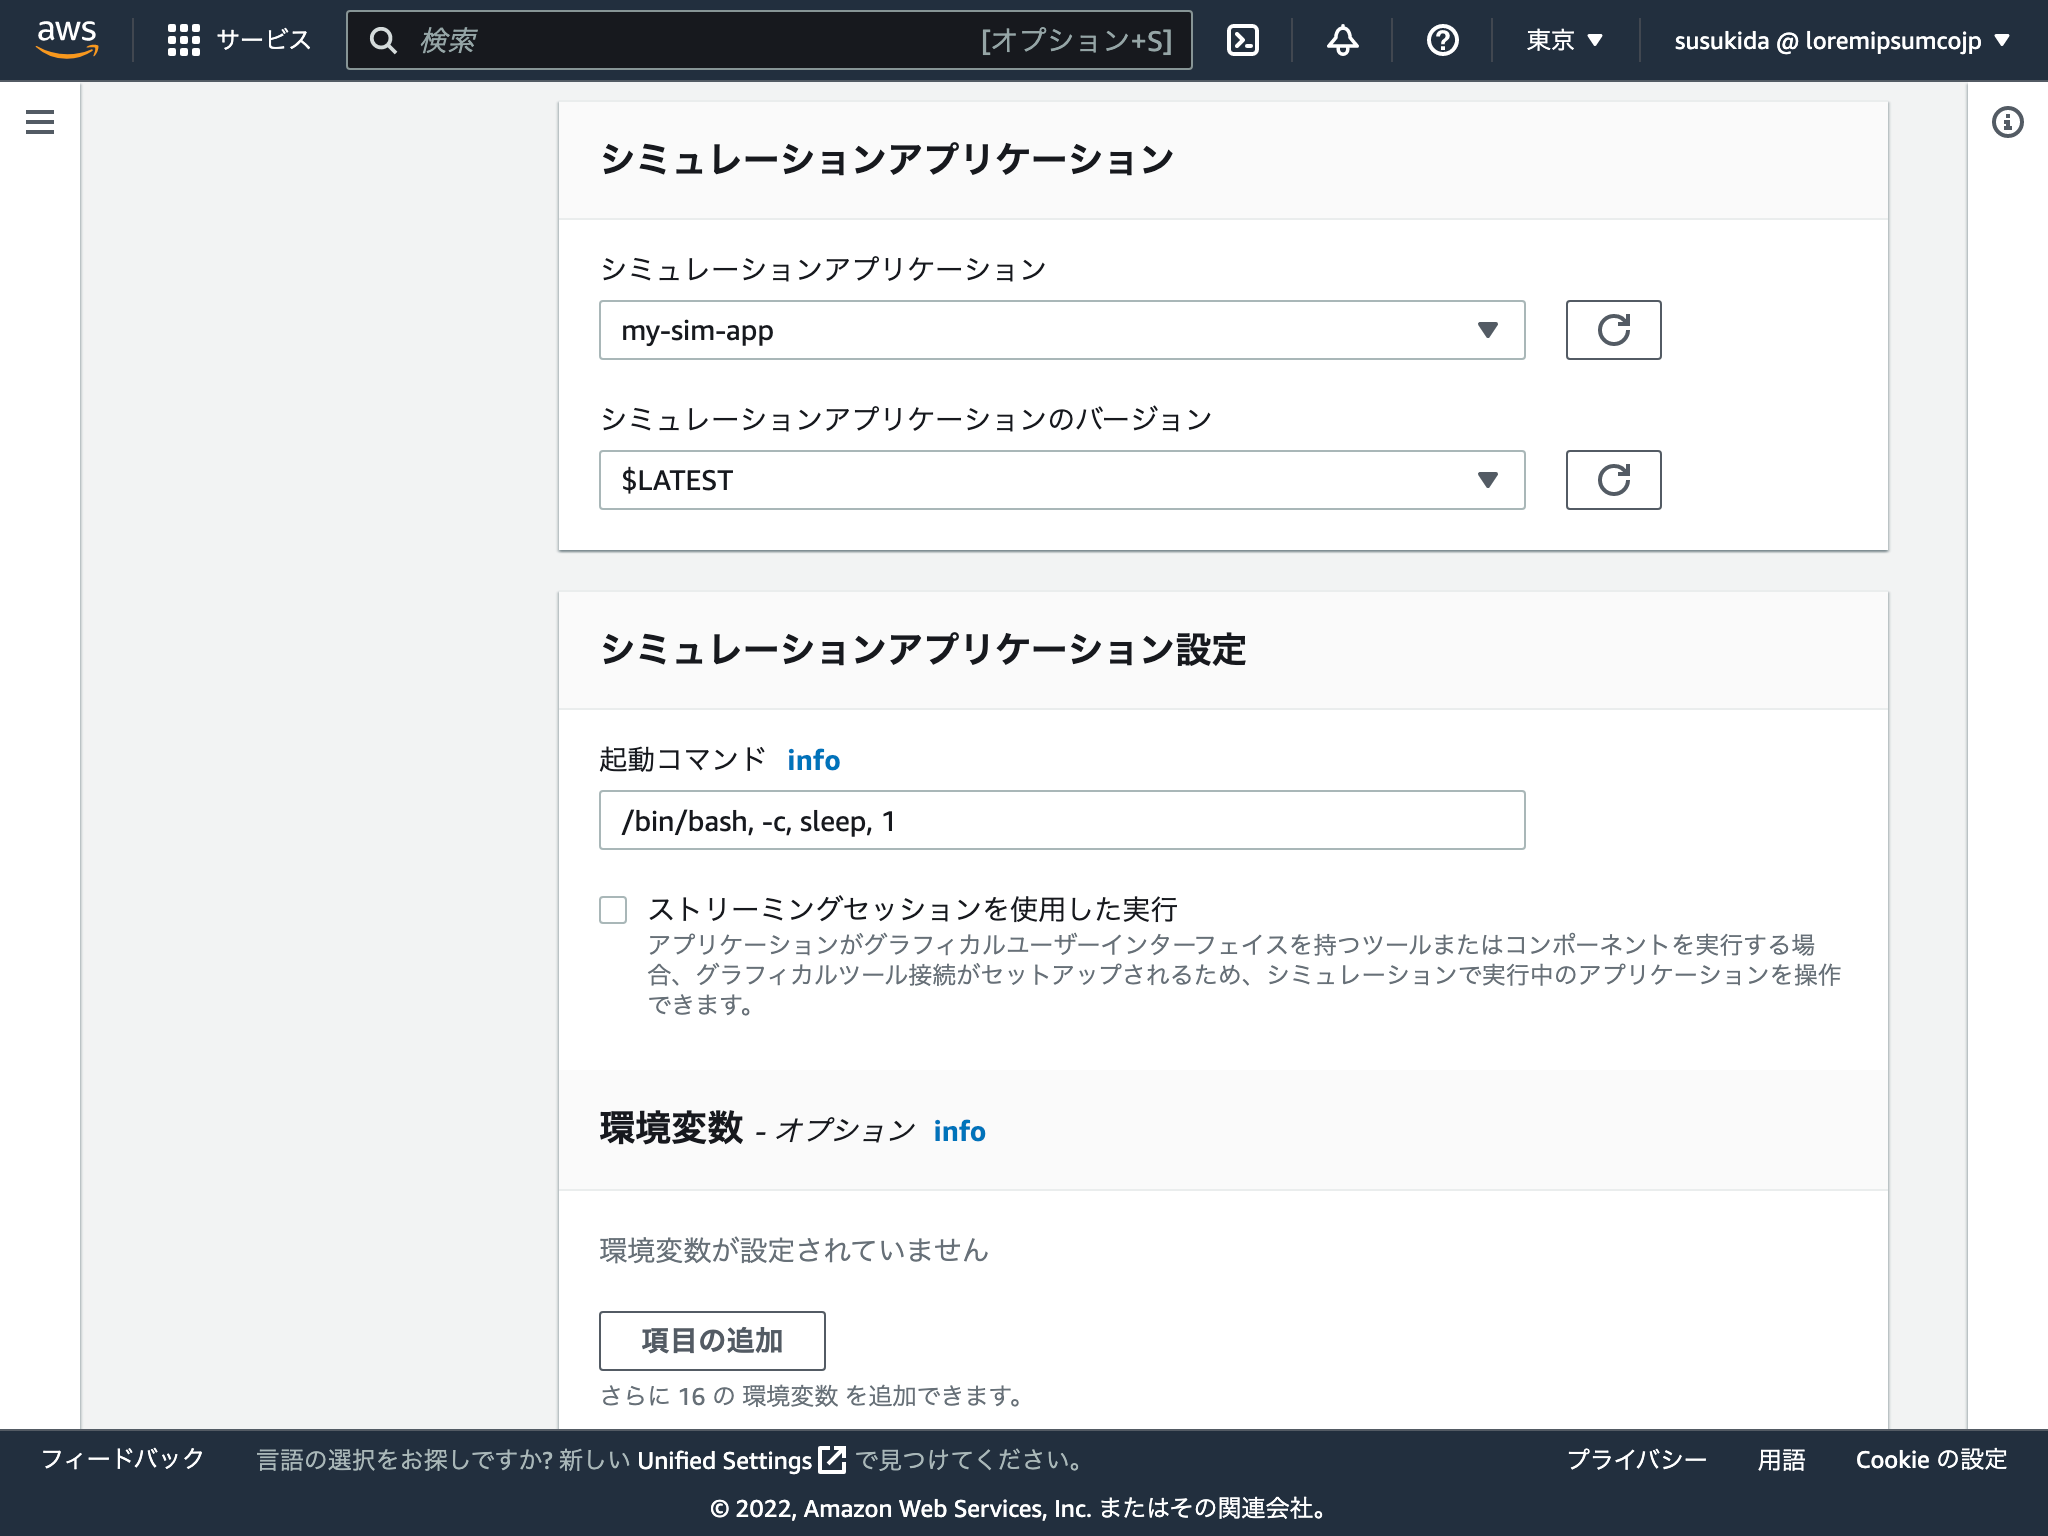 aws サービス 検索 [オプション+S] 東京 susukida @ loremipsumcojp
シミュレーションアプリケーション
シミュレーションアプリケーション
my-sim-app
シミュレーションアプリケーションのバージョン
$LATEST
シミュレーションアプリケーション設定
起動コマンド info
/bin/bash, -c, sleep, 1
ストリーミングセッションを使用した実行
アプリケーションがグラフィカルユーザーインターフェイスを持つツールまたはコンポーネントを実行する場
合、グラフィカルツール接続がセットアップされるため、シミュレーションで実行中のアプリケーションを操作
できます。
環境変数 - オプション info
環境変数が設定されていません
項目の追加
さらに 16 の 環境変数 を追加できます。
フィードバック 言語の選択をお探しですか? 新しい Unified Settings で見つけてください。 プライバシー 用語 Cookie の設定
© 2022, Amazon Web Services, Inc. またはその関連会社。